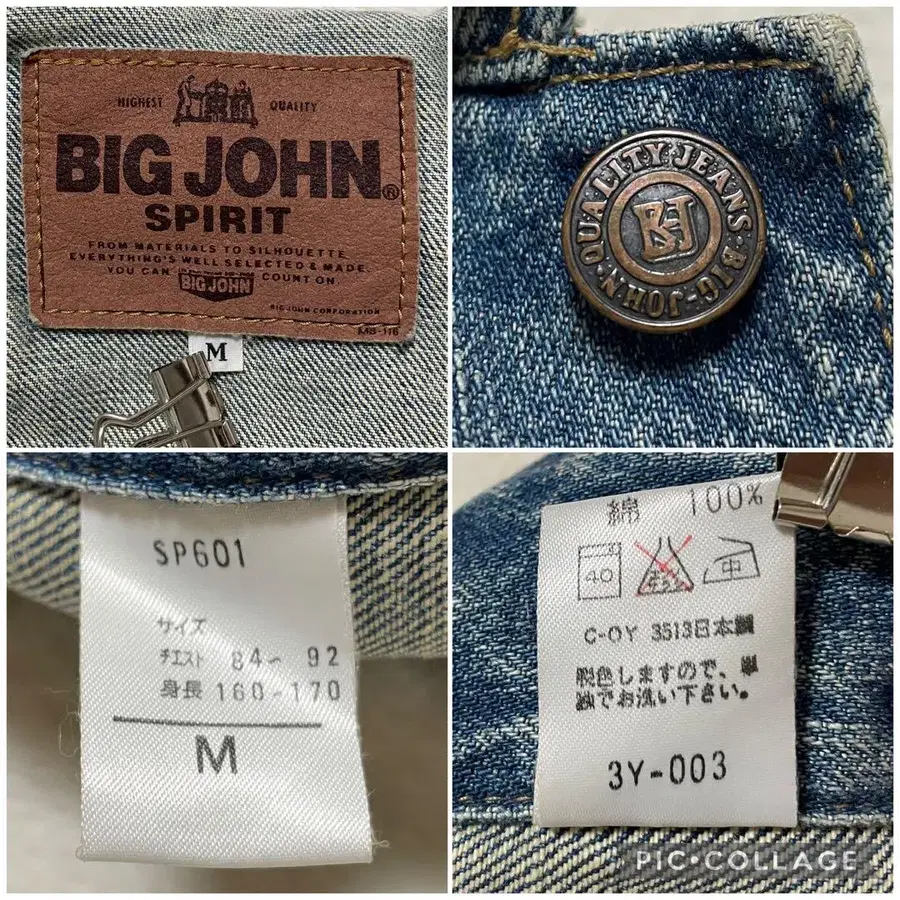 HIGHEST QUALITY
BIG JOHN®
SPIRIT
FROM MATERIALS TO SILHOUETTE
EVERYTHING'S WELL SELECTED & MADE.
YOU CAN COUNT ON.
BIG JOHN
BIG JOHN CORPORATION
MB-116
M
QUALITY·JEANS·BIG-JOHN·
SP601
サイズ
チエスト 84〜 92
身長 160-170
M
綿 100%
40 中
C-OY 3513日本製
脱色しますので、単
独でお洗い下さい。
3Y-003
PIC•COLLAGE